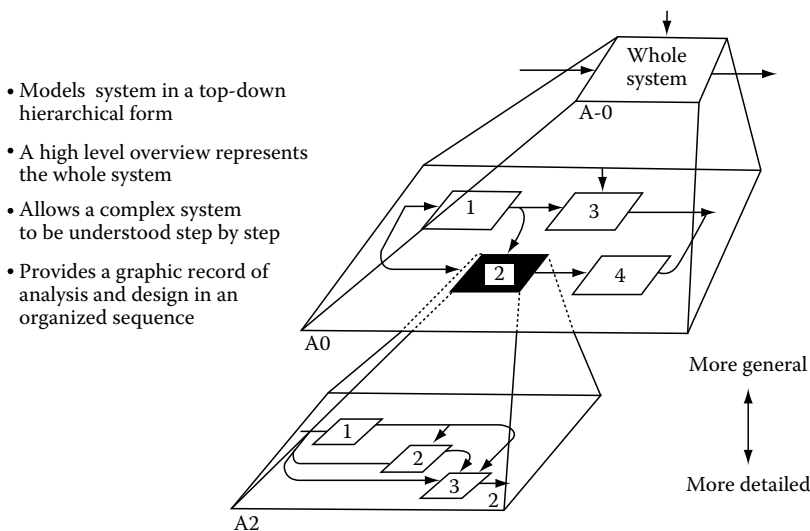 • Models system in a top-down
hierarchical form
• A high level overview represents
the whole system
• Allows a complex system
to be understood step by step
• Provides a graphic record of
analysis and design in an
organized sequence
Whole
system
A-0
1
3
2
4
A0
More general
More detailed
1
2
3
2
A2